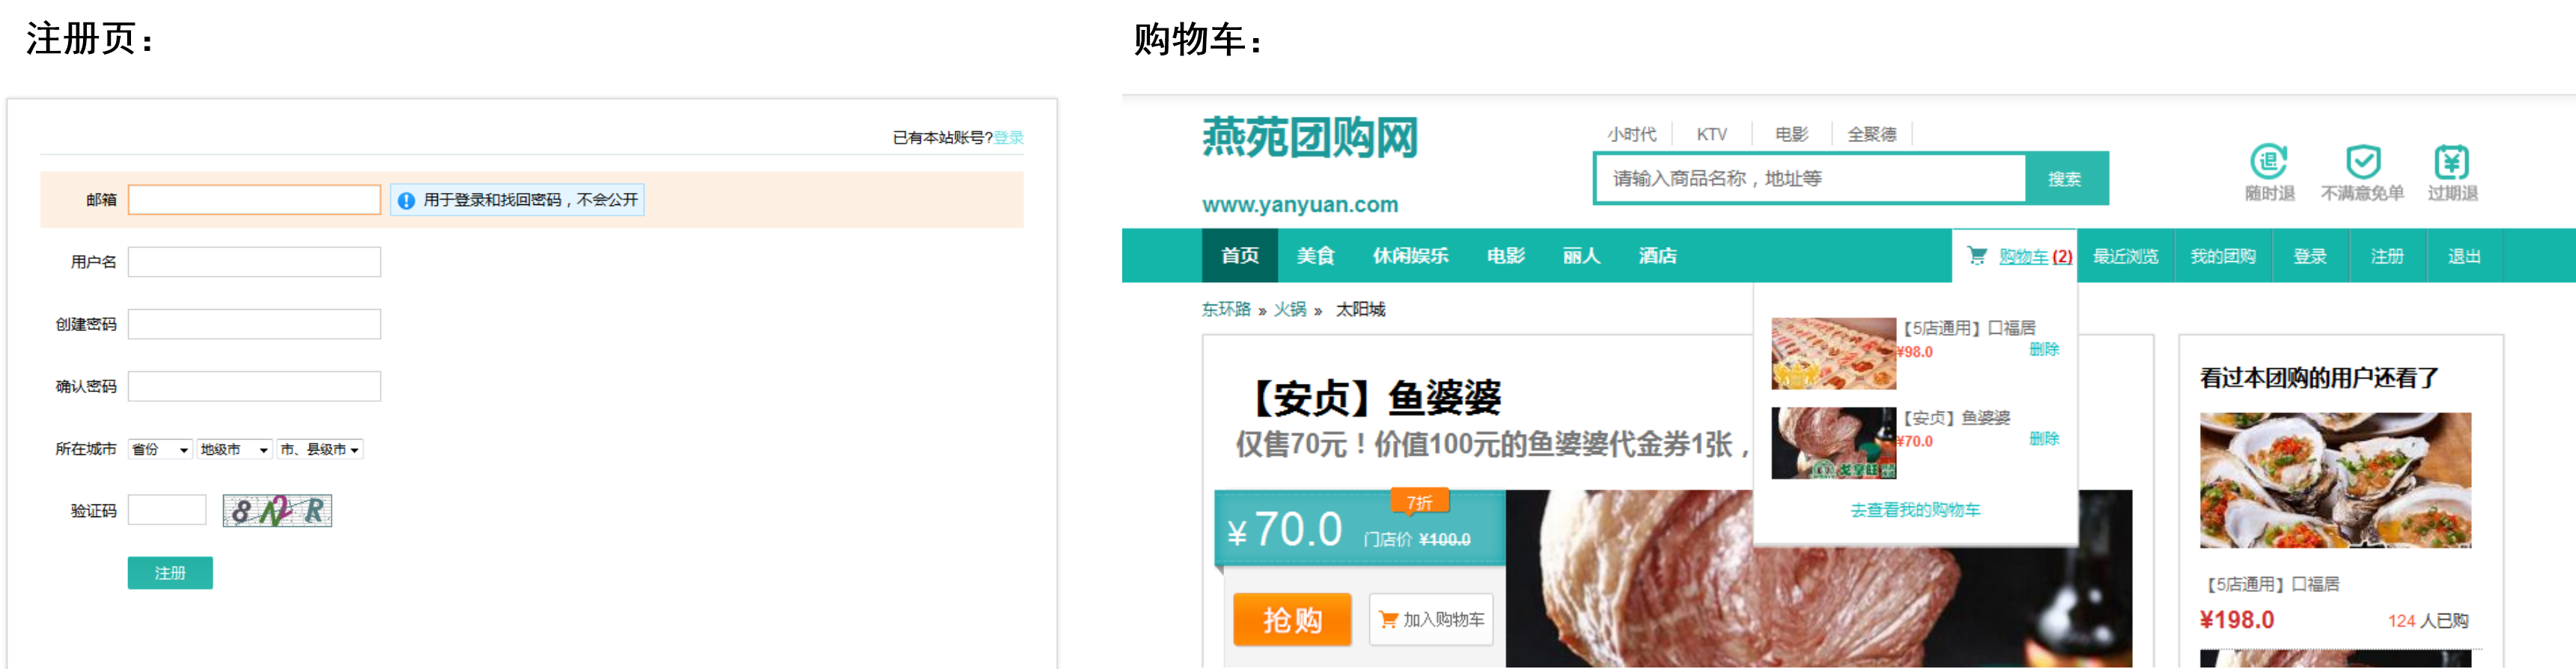 注册页：
已有本站账号?登录
邮箱
用于登录和找回密码，不会公开
用户名
创建密码
确认密码
所在城市 省份 地级市 市、县级市
验证码 8N2R
注册
购物车：
燕苑团购网
www.yanyuan.com
小时代 KTV 电影 全聚德
请输入商品名称，地址等 搜索
退 ¥
随时退 不满意免单 过期退
首页 美食 休闲娱乐 电影 丽人 酒店 购物车(2) 最近浏览 我的团购 登录 注册 退出
东环路 » 火锅 » 太阳城
【5店通用】口福居
¥98.0 删除
【安贞】鱼婆婆
¥70.0 删除
去查看我的购物车
【安贞】鱼婆婆
仅售70元！价值100元的鱼婆婆代金券1张，
7折
¥70.0 门店价 ¥100.0
抢购 加入购物车
看过本团购的用户还看了
【5店通用】口福居
¥198.0 124 人已购